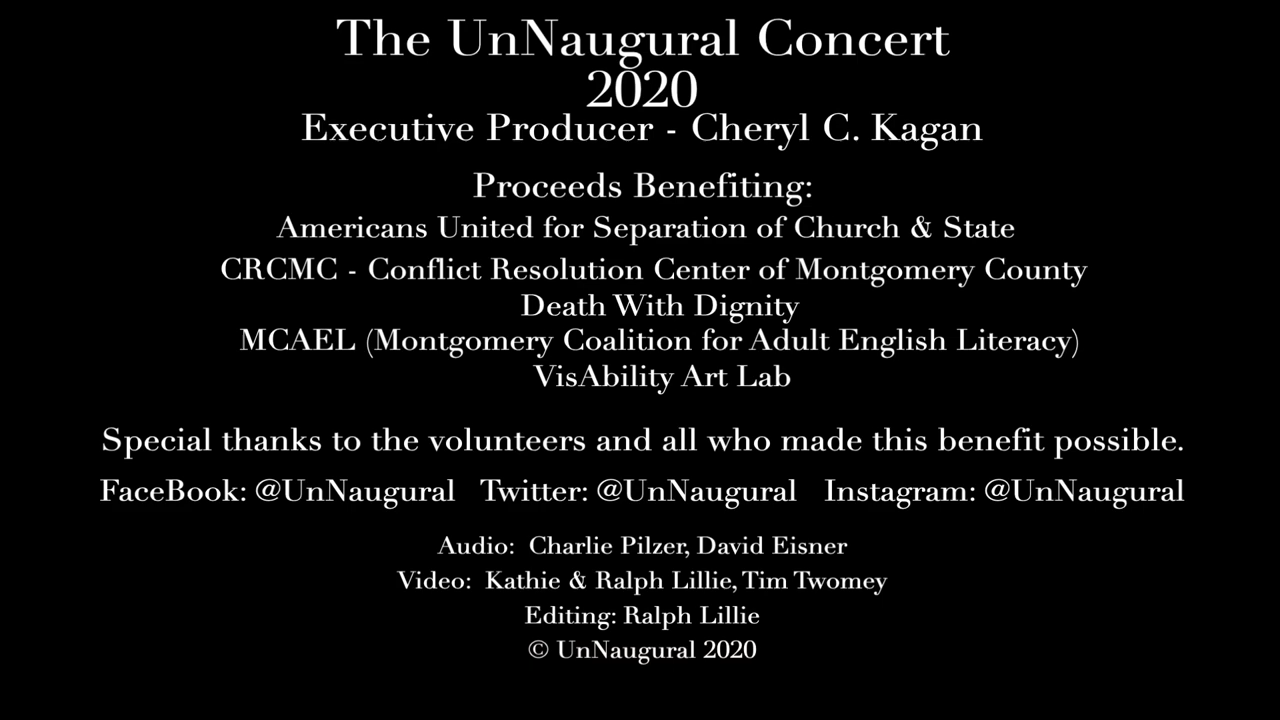 The UnNaugural Concert
2020
Executive Producer - Cheryl C. Kagan
Proceeds Benefiting:
Americans United for Separation of Church & State
CRCMC - Conflict Resolution Center of Montgomery County
Death With Dignity
MCAEL (Montgomery Coalition for Adult English Literacy)
VisAbility Art Lab
Special thanks to the volunteers and all who made this benefit possible.
FaceBook: @UnNaugural Twitter: @UnNaugural Instagram: @UnNaugural
Audio: Charlie Pilzer, David Eisner
Video: Kathie & Ralph Lillie, Tim Twomey
Editing: Ralph Lillie
© UnNaugural 2020